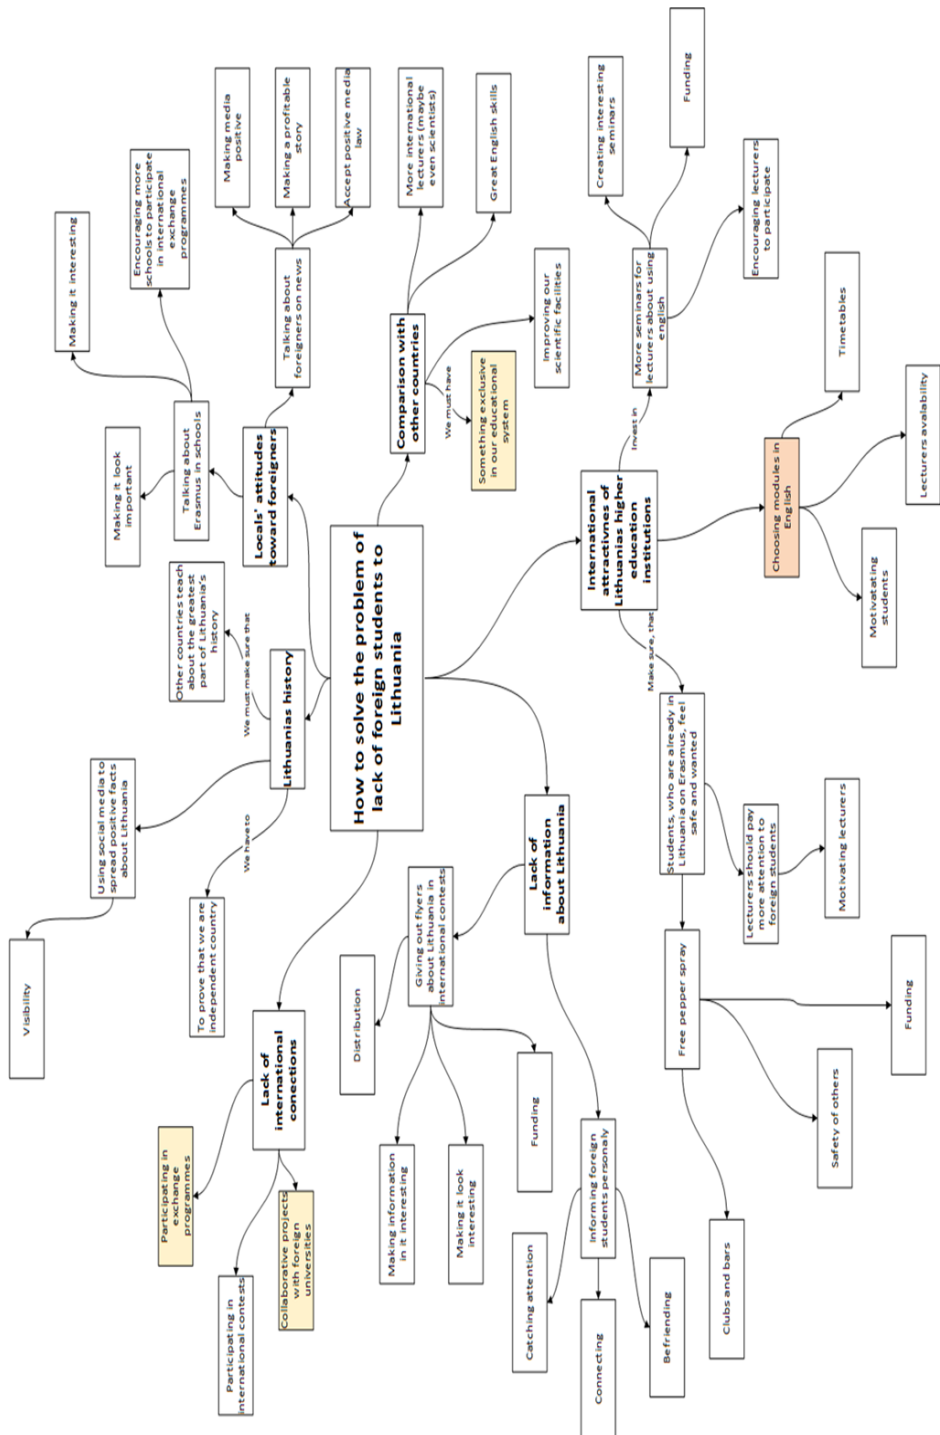 Visibility
Making it interesting
Using social media to
spread positive facts
about Lithuania
Making it look
important
Encouraging more
schools to participate
in international
exchange
programmes
Participating in
exchange
programmes
To prove that we are
independent country
Other countries teach
about the greatest
part of Lithuania's
history
Talking about
Erasmus in schools
Making media
positive
Participating in
international contests
We have to
We must make sure that
Lack of
international
conections
Lithuanias history
Locals' attitudes
toward foreigners
Making a profitable
story
Collaborative projects
with foreign
universities
Talking about
foreigners on news
Accept positive media
law
Distribution
How to solve the problem of
lack of foreign students to
Lithuania
Making information
in it interesting
Giving out flyers
about Lithuania in
international contests
Comparison with
other countries
More international
lecturers (maybe
even scientists)
Making it look
interesting
We must have
Great English skills
Something exclusive
in our educational
system
Funding
Lack of
information
about Lithuania
Improving our
scientific facilities
Catching attention
Informing foreign
students personaly
International
attractivnes of
Lithuanias higher
education
institutions
Creating interesting
seminars
Connecting
Invest in
Make sure, that
More seminars for
lecturers about using
english
Befriending
Free pepper spray
Students, who are already in
Lithuania on Erasmus, feel
safe and wanted
Funding
Clubs and bars
Lecturers should pay
more attention to
foreign students
Choosing modules in
English
Encouraging lecturers
to participate
Safety of others
Motivating lecturers
Motivatating
students
Timetables
Funding
Lecturers avalability